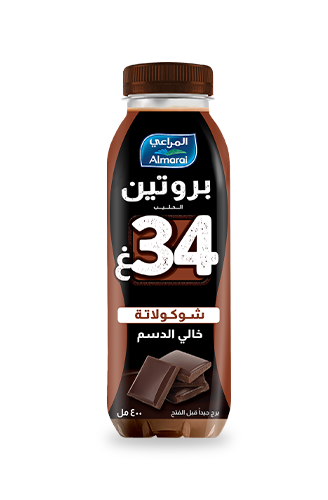 المراعي
Almarai
بروتين
الحليب
34غ
شوكولاتة
خالي الدسم
يرج جيداً قبل الفتح
٤٠٠ مل